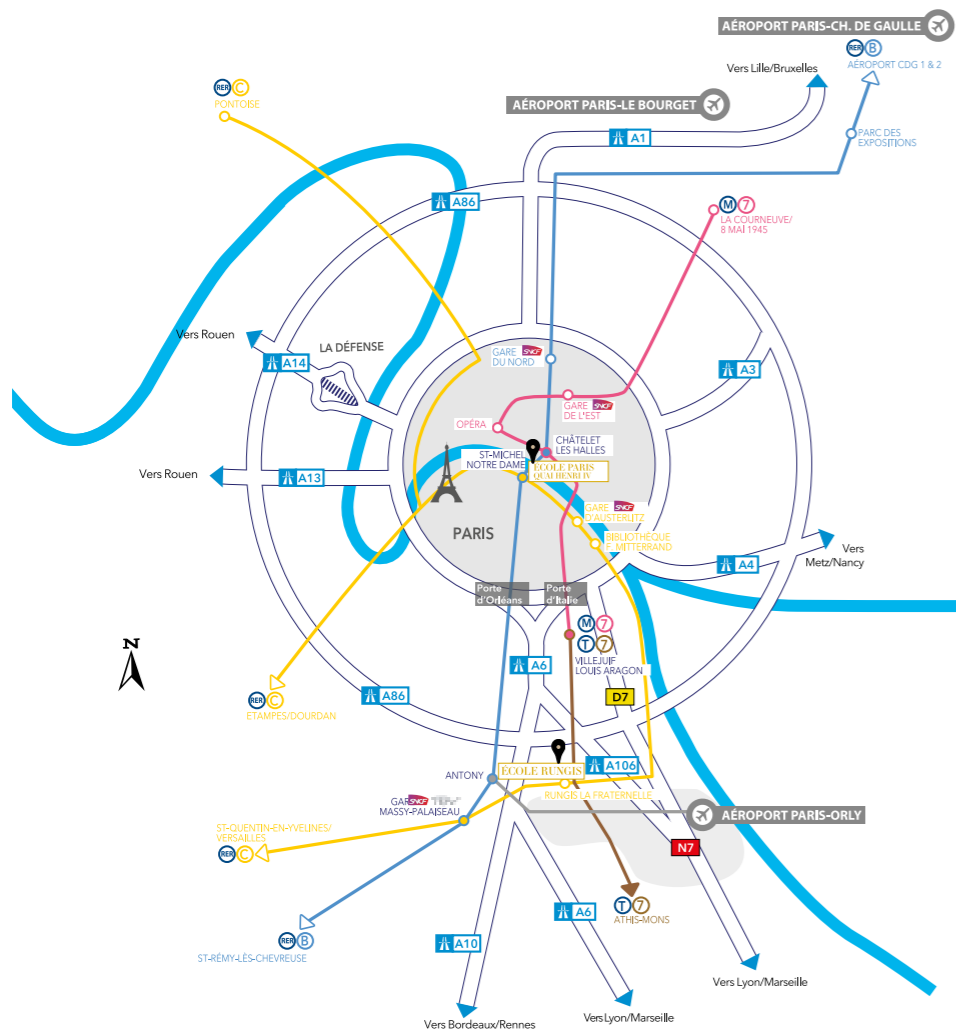 AÉROPORT PARIS-CH. DE GAULLE
RER B
AÉROPORT CDG 1 & 2
Vers Lille/Bruxelles
RER C
PONTOISE
AÉROPORT PARIS-LE BOURGET
A1
PARC DES
EXPOSITIONS
A86
M 7
LA COURNEUVE/
8 MAI 1945
Vers Rouen
LA DÉFENSE
A14
GARE SNCF
DU NORD
A3
GARE SNCF
DE L'EST
OPÉRA
CHÂTELET
LES HALLES
ST-MICHEL
NOTRE DAME
ÉCOLE PARIS
QUAI HENRI IV
Vers Rouen
A13
GARE SNCF
D'AUSTERLITZ
PARIS
BIBLIOTHÈQUE
F. MITTERRAND
Vers
Metz/Nancy
A4
Porte
d'Orléans
Porte
d'Italie
M 7
T 7
VILLEJUIF
LOUIS ARAGON
N
A6
RER C
ETAMPES/DOURDAN
A86
D7
ÉCOLE RUNGIS
A106
ANTONY
RUNGIS LA FRATERNELLE
GARE SNCF
MASSY-PALAISEAU
AÉROPORT PARIS-ORLY
ST-QUENTIN-EN-YVELINES/
VERSAILLES
RER C
N7
T 7
ATHIS-MONS
A6
RER B
ST-RÉMY-LÈS-CHEVREUSE
A10
Vers Lyon/Marseille
Vers Lyon/Marseille
Vers Bordeaux/Rennes